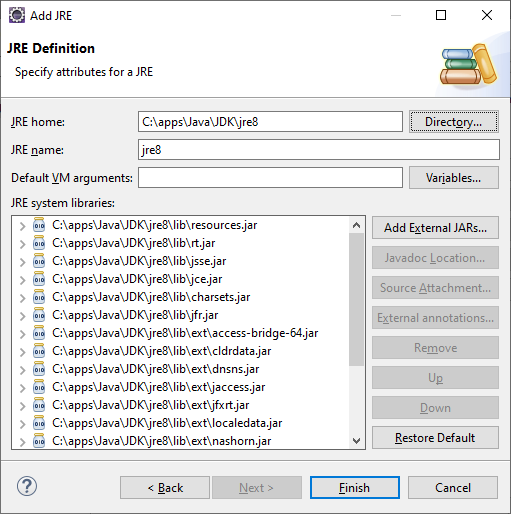 Add JRE
JRE Definition
Specify attributes for a JRE
JRE home:
C:\apps\Java\JDK\jre8
Directory...
JRE name:
jre8
Default VM arguments:
Variables...
JRE system libraries:
C:\apps\Java\JDK\jre8\lib\resources.jar
C:\apps\Java\JDK\jre8\lib\rt.jar
C:\apps\Java\JDK\jre8\lib\jsse.jar
C:\apps\Java\JDK\jre8\lib\jce.jar
C:\apps\Java\JDK\jre8\lib\charsets.jar
C:\apps\Java\JDK\jre8\lib\jfr.jar
C:\apps\Java\JDK\jre8\lib\ext\access-bridge-64.jar
C:\apps\Java\JDK\jre8\lib\ext\cldrdata.jar
C:\apps\Java\JDK\jre8\lib\ext\dnsns.jar
C:\apps\Java\JDK\jre8\lib\ext\jaccess.jar
C:\apps\Java\JDK\jre8\lib\ext\jfxrt.jar
C:\apps\Java\JDK\jre8\lib\ext\localedata.jar
C:\apps\Java\JDK\jre8\lib\ext\nashorn.jar
Add External JARs...
Javadoc Location...
Source Attachment...
External annotations...
Remove
Up
Down
Restore Default
?
< Back
Next >
Finish
Cancel